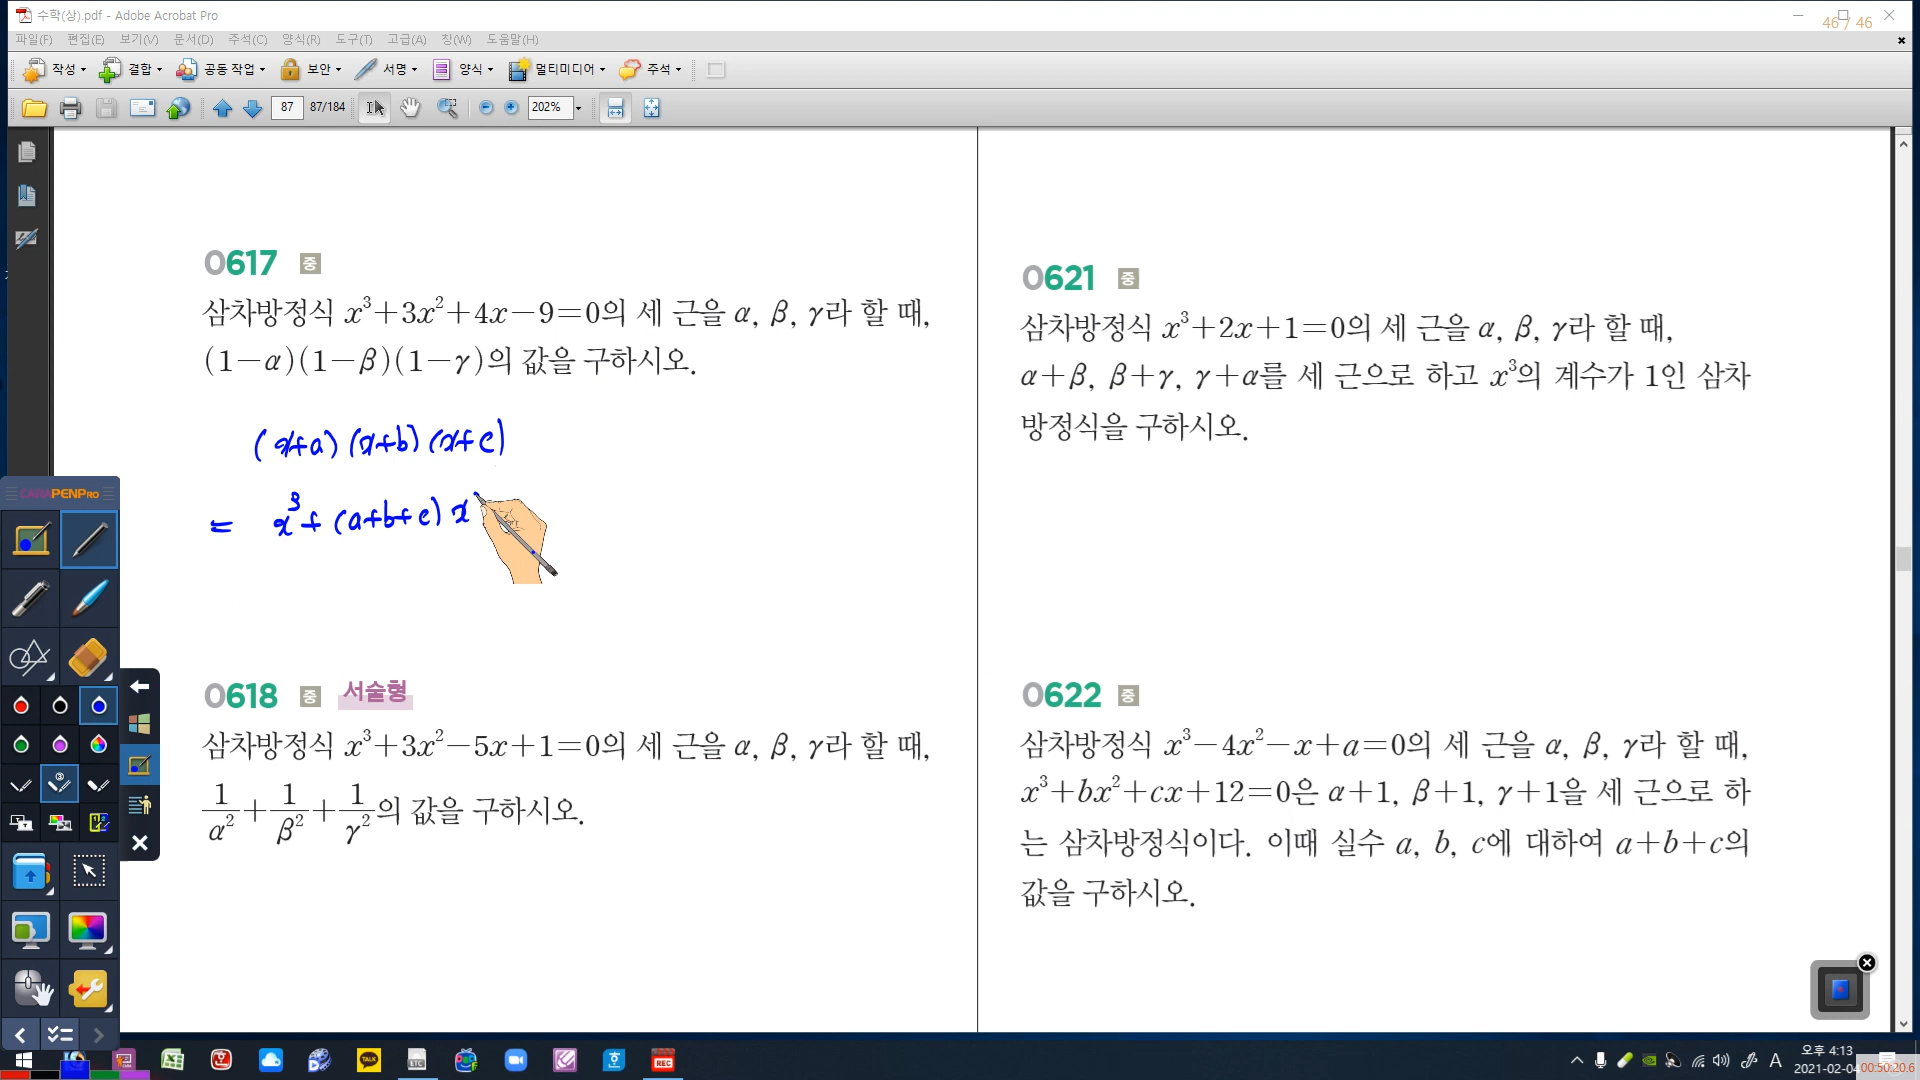 수학(상).pdf - Adobe Acrobat Pro
46 / 46
파일(F) 편집(E) 보기(V) 문서(D) 주석(C) 양식(R) 도구(T) 고급(A) 창(W) 도움말(H)
작성 결합 공동 작업 보안 서명 양식 멀티미디어 주석
87 87/184 202%
0617 중
삼차방정식 x³+3x²+4x-9=0의 세 근을 α, β, γ라 할 때,
(1-α)(1-β)(1-γ)의 값을 구하시오.
(x+a) (x+b) (x+c)
= x³+ (a+b+c) x
0618 중 서술형
삼차방정식 x³+3x²-5x+1=0의 세 근을 α, β, γ라 할 때,
1/α²+1/β²+1/γ²의 값을 구하시오.
0621 중
삼차방정식 x³+2x+1=0의 세 근을 α, β, γ라 할 때,
α+β, β+γ, γ+α를 세 근으로 하고 x³의 계수가 1인 삼차
방정식을 구하시오.
0622 중
삼차방정식 x³-4x²-x+a=0의 세 근을 α, β, γ라 할 때,
x³+bx²+cx+12=0은 α+1, β+1, γ+1을 세 근으로 하
는 삼차방정식이다. 이때 실수 a, b, c에 대하여 a+b+c의
값을 구하시오.
CARAPENPRO
TALK
LTC
REC
A
오후 4:13
2021-02-04
00:50:20.6